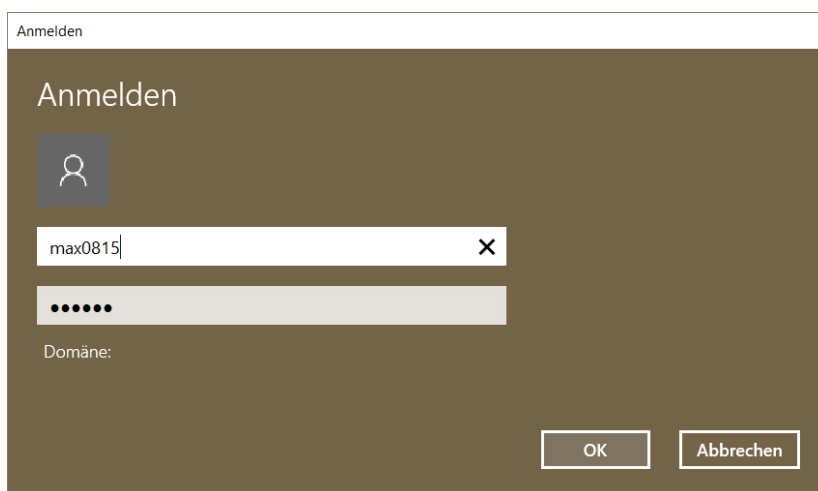 Anmelden
Anmelden
max0815
••••••
Domäne:
OK
Abbrechen